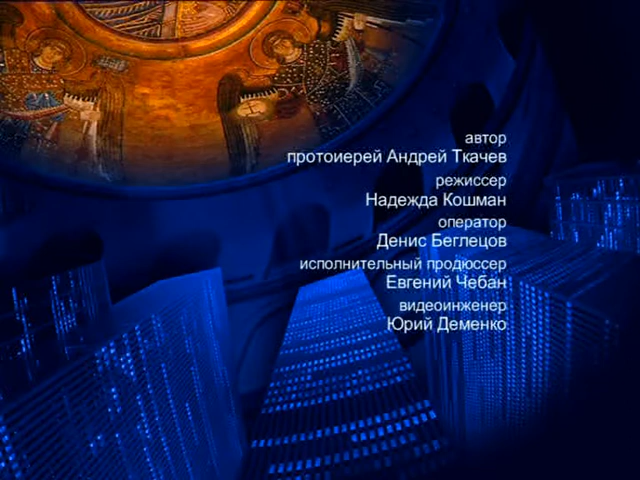 автор
протоиерей Андрей Ткачев
режиссер
Надежда Кошман
оператор
Денис Беглецов
исполнительный продюссер
Евгений Чебан
видеоинженер
Юрий Деменко